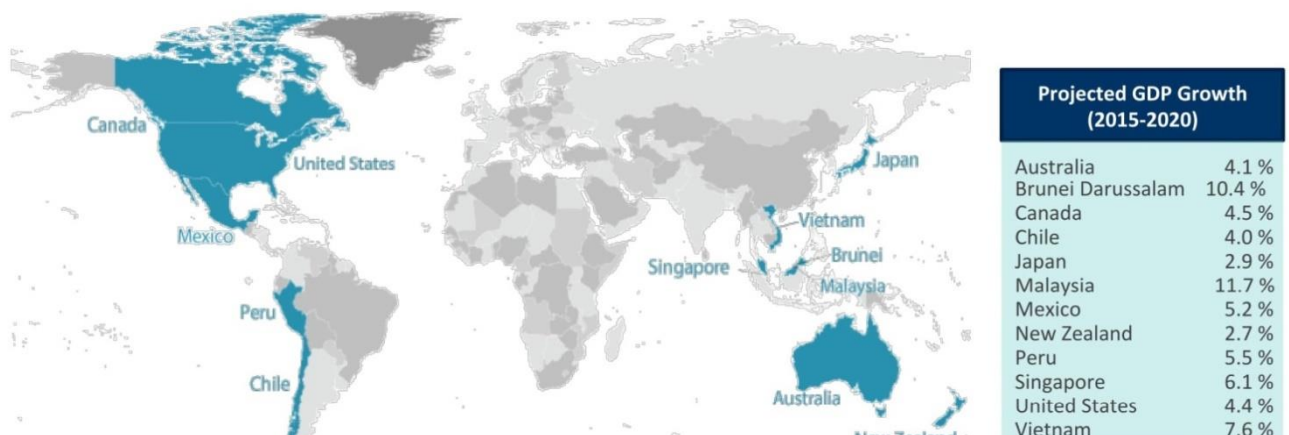 Canada
United States
Mexico
Peru
Chile
Japan
Vietnam
Brunei
Singapore
Malaysia
Australia
New Zealand
Projected GDP Growth
(2015-2020)
Australia 4.1 %
Brunei Darussalam 10.4 %
Canada 4.5 %
Chile 4.0 %
Japan 2.9 %
Malaysia 11.7 %
Mexico 5.2 %
New Zealand 2.7 %
Peru 5.5 %
Singapore 6.1 %
United States 4.4 %
Vietnam 7.6 %